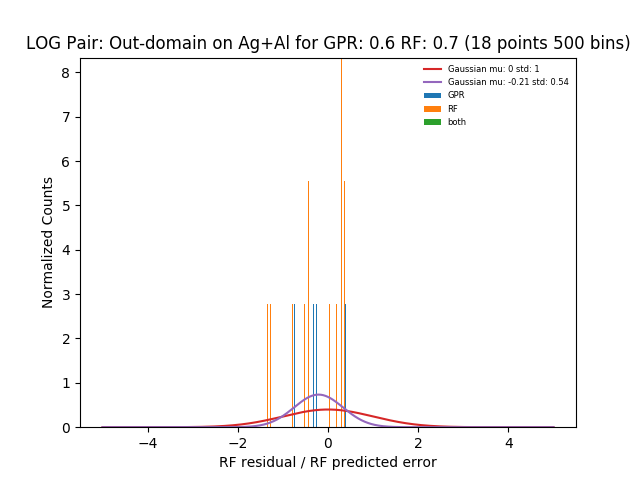 LOG Pair: Out-domain on Ag+Al for GPR: 0.6 RF: 0.7 (18 points 500 bins)
Gaussian mu: 0 std: 1
Gaussian mu: -0.21 std: 0.54
GPR
RF
both
Normalized Counts
8
7
6
5
4
3
2
1
0
−4
−2
0
2
4
RF residual / RF predicted error